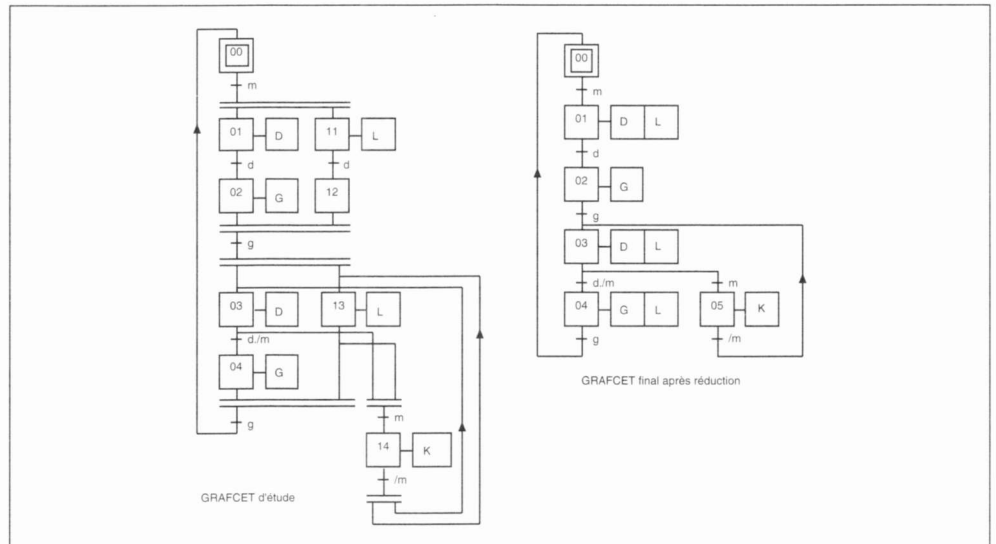 00
m
01 D 11 L
d d
02 G 12
g
03 D 13 L
d./m
04 G
g
m
14 K
/m
GRAFCET d'étude
00
m
01 D L
d
02 G
g
03 D L
d./m m
04 G L 05 K
g /m
GRAFCET final après réduction